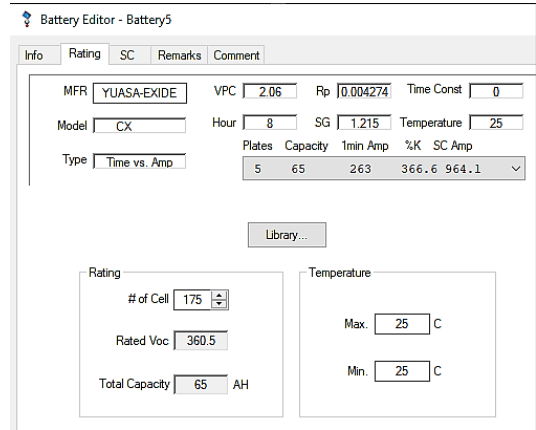 Battery Editor - Battery5
Info Rating SC Remarks Comment
MFR YUASA-EXIDE VPC 2.06 Rp 0.004274 Time Const 0
Model CX Hour 8 SG 1.215 Temperature 25
Type Time vs. Amp
Plates Capacity 1min Amp %K SC Amp
5 65 263 366.6 964.1
Library...
Rating
# of Cell 175
Rated Voc 360.5
Total Capacity 65 AH
Temperature
Max. 25 C
Min. 25 C